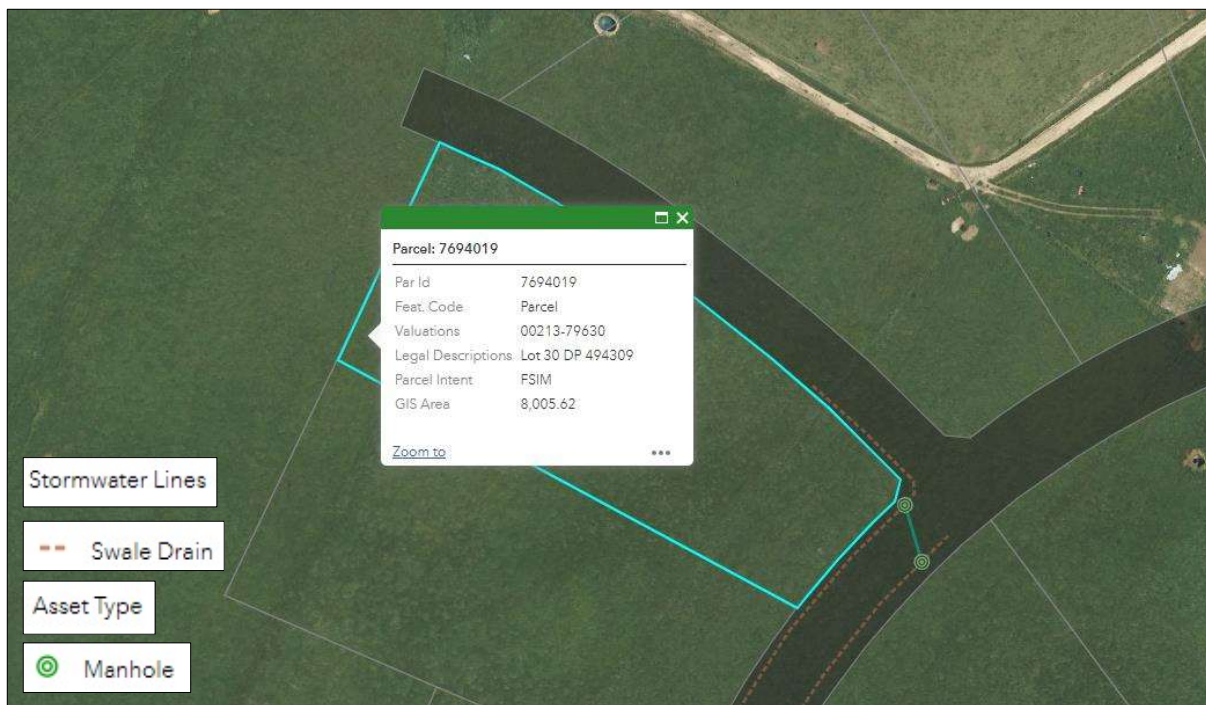 Parcel: 7694019
Par Id 7694019
Feat. Code Parcel
Valuations 00213-79630
Legal Descriptions Lot 30 DP 494309
Parcel Intent FSIM
GIS Area 8,005.62
Zoom to
Stormwater Lines
Swale Drain
Asset Type
Manhole